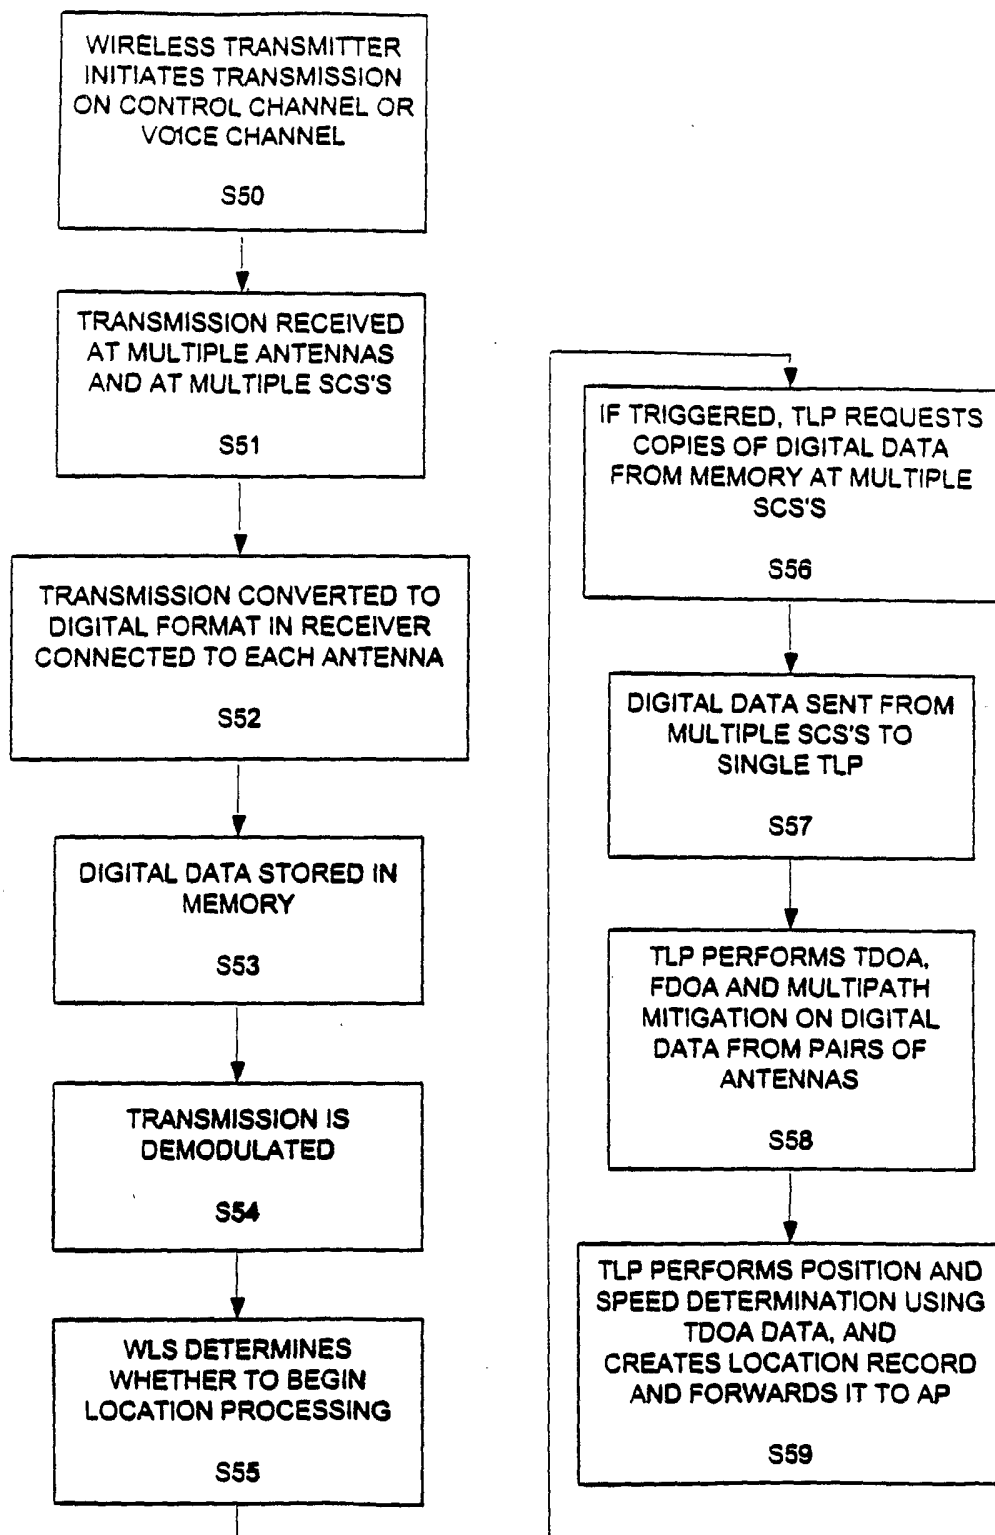 WIRELESS TRANSMITTER
INITIATES TRANSMISSION
ON CONTROL CHANNEL OR
VOICE CHANNEL
S50
TRANSMISSION RECEIVED
AT MULTIPLE ANTENNAS
AND AT MULTIPLE SCS'S
S51
TRANSMISSION CONVERTED TO
DIGITAL FORMAT IN RECEIVER
CONNECTED TO EACH ANTENNA
S52
DIGITAL DATA STORED IN
MEMORY
S53
TRANSMISSION IS
DEMODULATED
S54
WLS DETERMINES
WHETHER TO BEGIN
LOCATION PROCESSING
S55
IF TRIGGERED, TLP REQUESTS
COPIES OF DIGITAL DATA
FROM MEMORY AT MULTIPLE
SCS'S
S56
DIGITAL DATA SENT FROM
MULTIPLE SCS'S TO
SINGLE TLP
S57
TLP PERFORMS TDOA,
FDOA AND MULTIPATH
MITIGATION ON DIGITAL
DATA FROM PAIRS OF
ANTENNAS
S58
TLP PERFORMS POSITION AND
SPEED DETERMINATION USING
TDOA DATA, AND
CREATES LOCATION RECORD
AND FORWARDS IT TO AP
S59